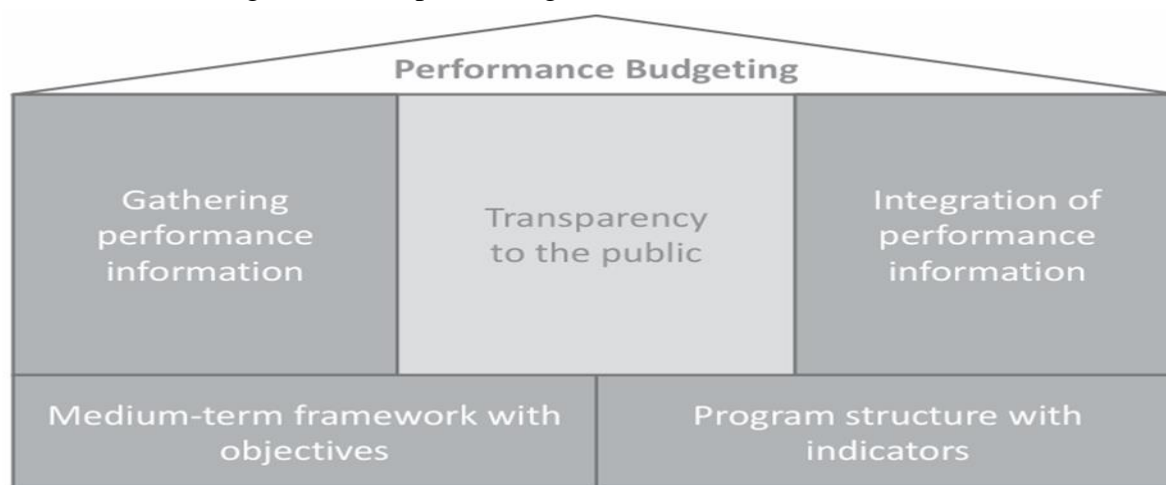 Performance Budgeting
Gathering
performance
information
Transparency
to the public
Integration of
performance
information
Medium-term framework with
objectives
Program structure with
indicators